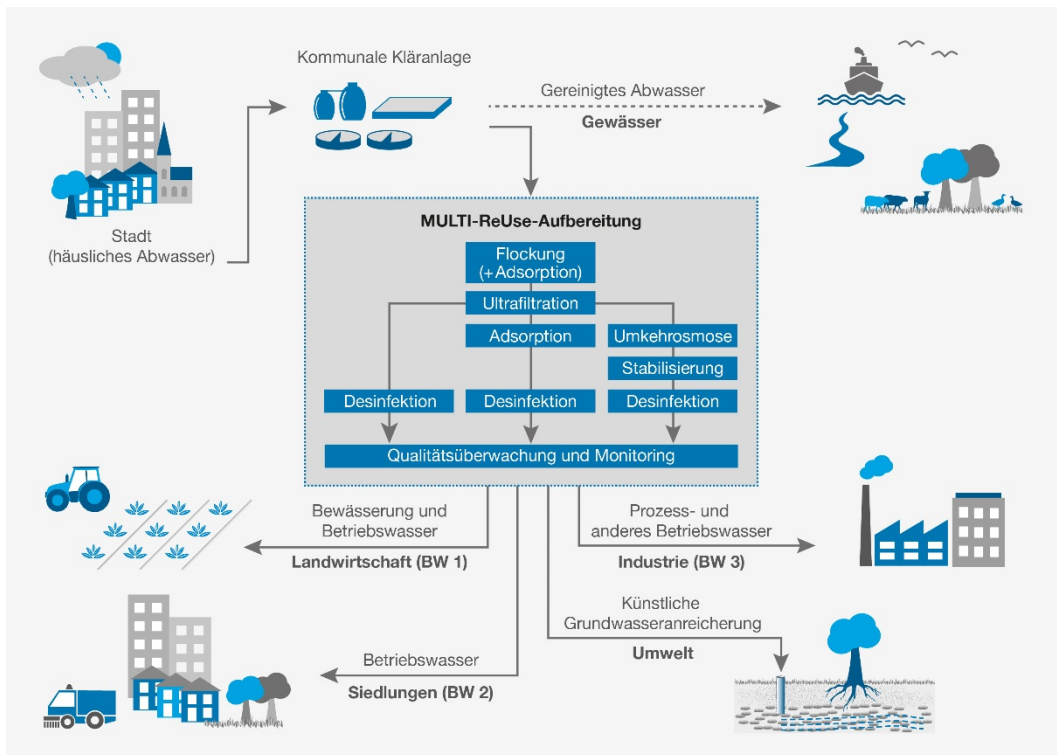 Kommunale Kläranlage
Gereinigtes Abwasser
Gewässer
Stadt
(häusliches Abwasser)
MULTI-ReUse-Aufbereitung
Flockung
(+Adsorption)
Ultrafiltration
Adsorption
Umkehrosmose
Stabilisierung
Desinfektion
Desinfektion
Desinfektion
Qualitätsüberwachung und Monitoring
Bewässerung und
Betriebswasser
Landwirtschaft (BW 1)
Prozess- und
anderes Betriebswasser
Industrie (BW 3)
Betriebswasser
Siedlungen (BW 2)
Künstliche
Grundwasseranreicherung
Umwelt